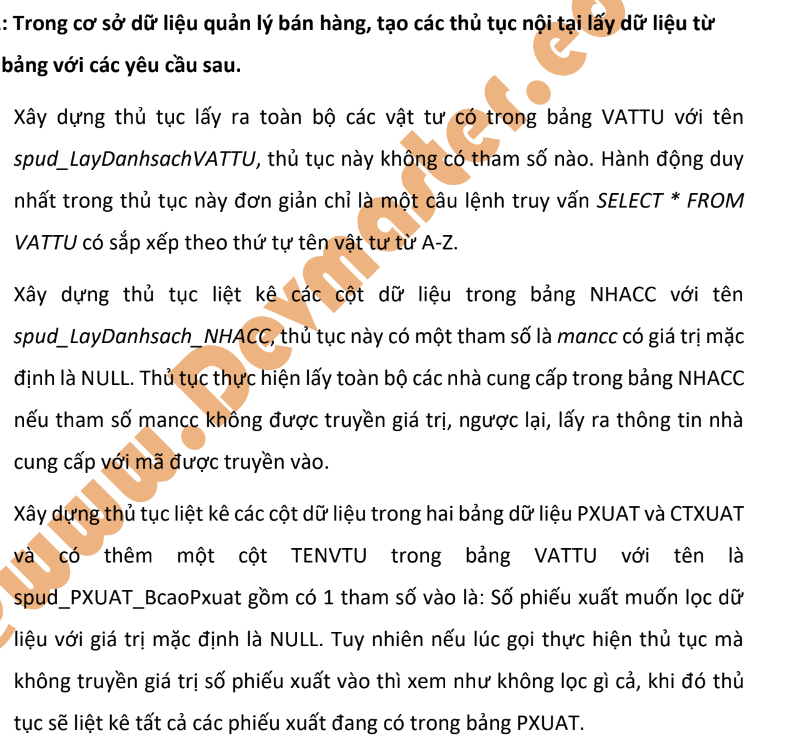 .: Trong cơ sở dữ liệu quản lý bán hàng, tạo các thủ tục nội tại lấy dữ liệu từ
bảng với các yêu cầu sau.
Xây dựng thủ tục lấy ra toàn bộ các vật tư có trong bảng VATTU với tên
spud_LayDanhsachVATTU, thủ tục này không có tham số nào. Hành động duy
nhất trong thủ tục này đơn giản chỉ là một câu lệnh truy vấn SELECT * FROM
VATTU có sắp xếp theo thứ tự tên vật tư từ A-Z.
Xây dựng thủ tục liệt kê các cột dữ liệu trong bảng NHACC với tên
spud_LayDanhsach_NHACC, thủ tục này có một tham số là mancc có giá trị mặc
định là NULL. Thủ tục thực hiện lấy toàn bộ các nhà cung cấp trong bảng NHACC
nếu tham số mancc không được truyền giá trị, ngược lại, lấy ra thông tin nhà
cung cấp với mã được truyền vào.
Xây dựng thủ tục liệt kê các cột dữ liệu trong hai bảng dữ liệu PXUAT và CTXUAT
và có thêm một cột TENVTU trong bảng VATTU với tên là
spud_PXUAT_BcaoPxuat gồm có 1 tham số vào là: Số phiếu xuất muốn lọc dữ
liệu với giá trị mặc định là NULL. Tuy nhiên nếu lúc gọi thực hiện thủ tục mà
không truyền giá trị số phiếu xuất vào thì xem như không lọc gì cả, khi đó thủ
tục sẽ liệt kê tất cả các phiếu xuất đang có trong bảng PXUAT.
www.Devmaster.e